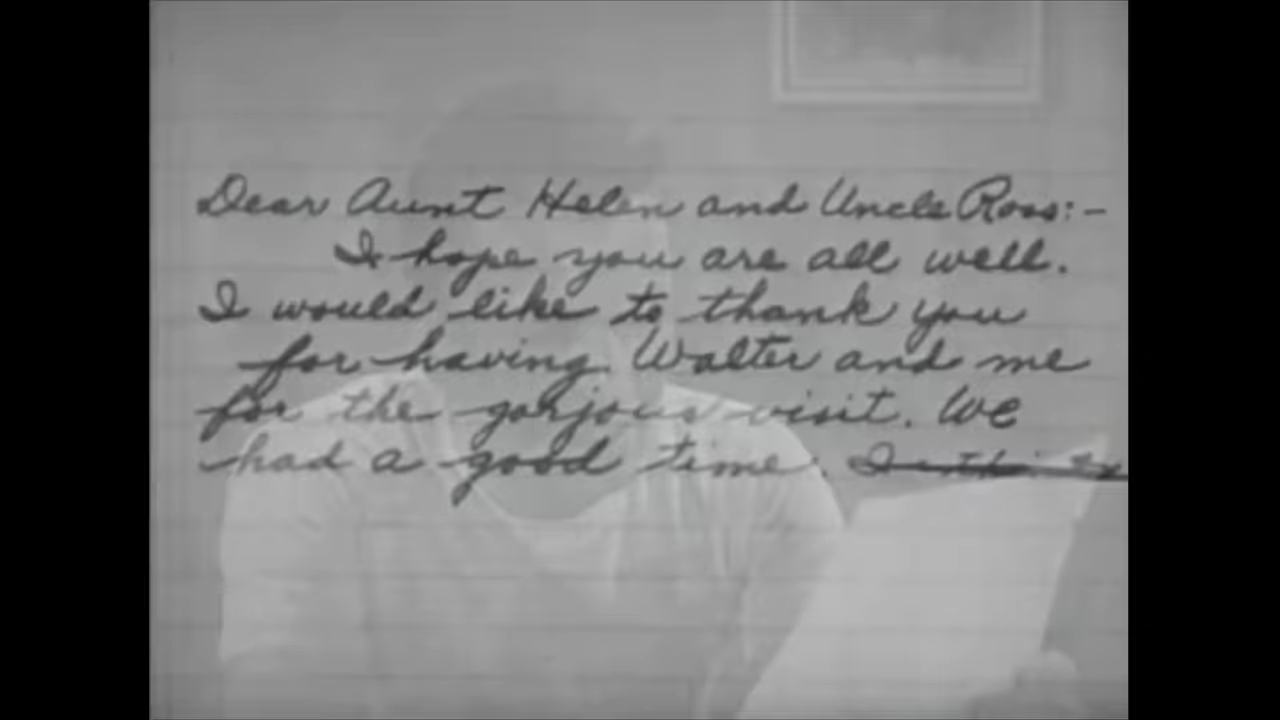 Dear Aunt Helen and Uncle Ross:-
I hope you are all well.
I would like to thank you
for having Walter and me
for the gorjous visit. We
had a good time. I